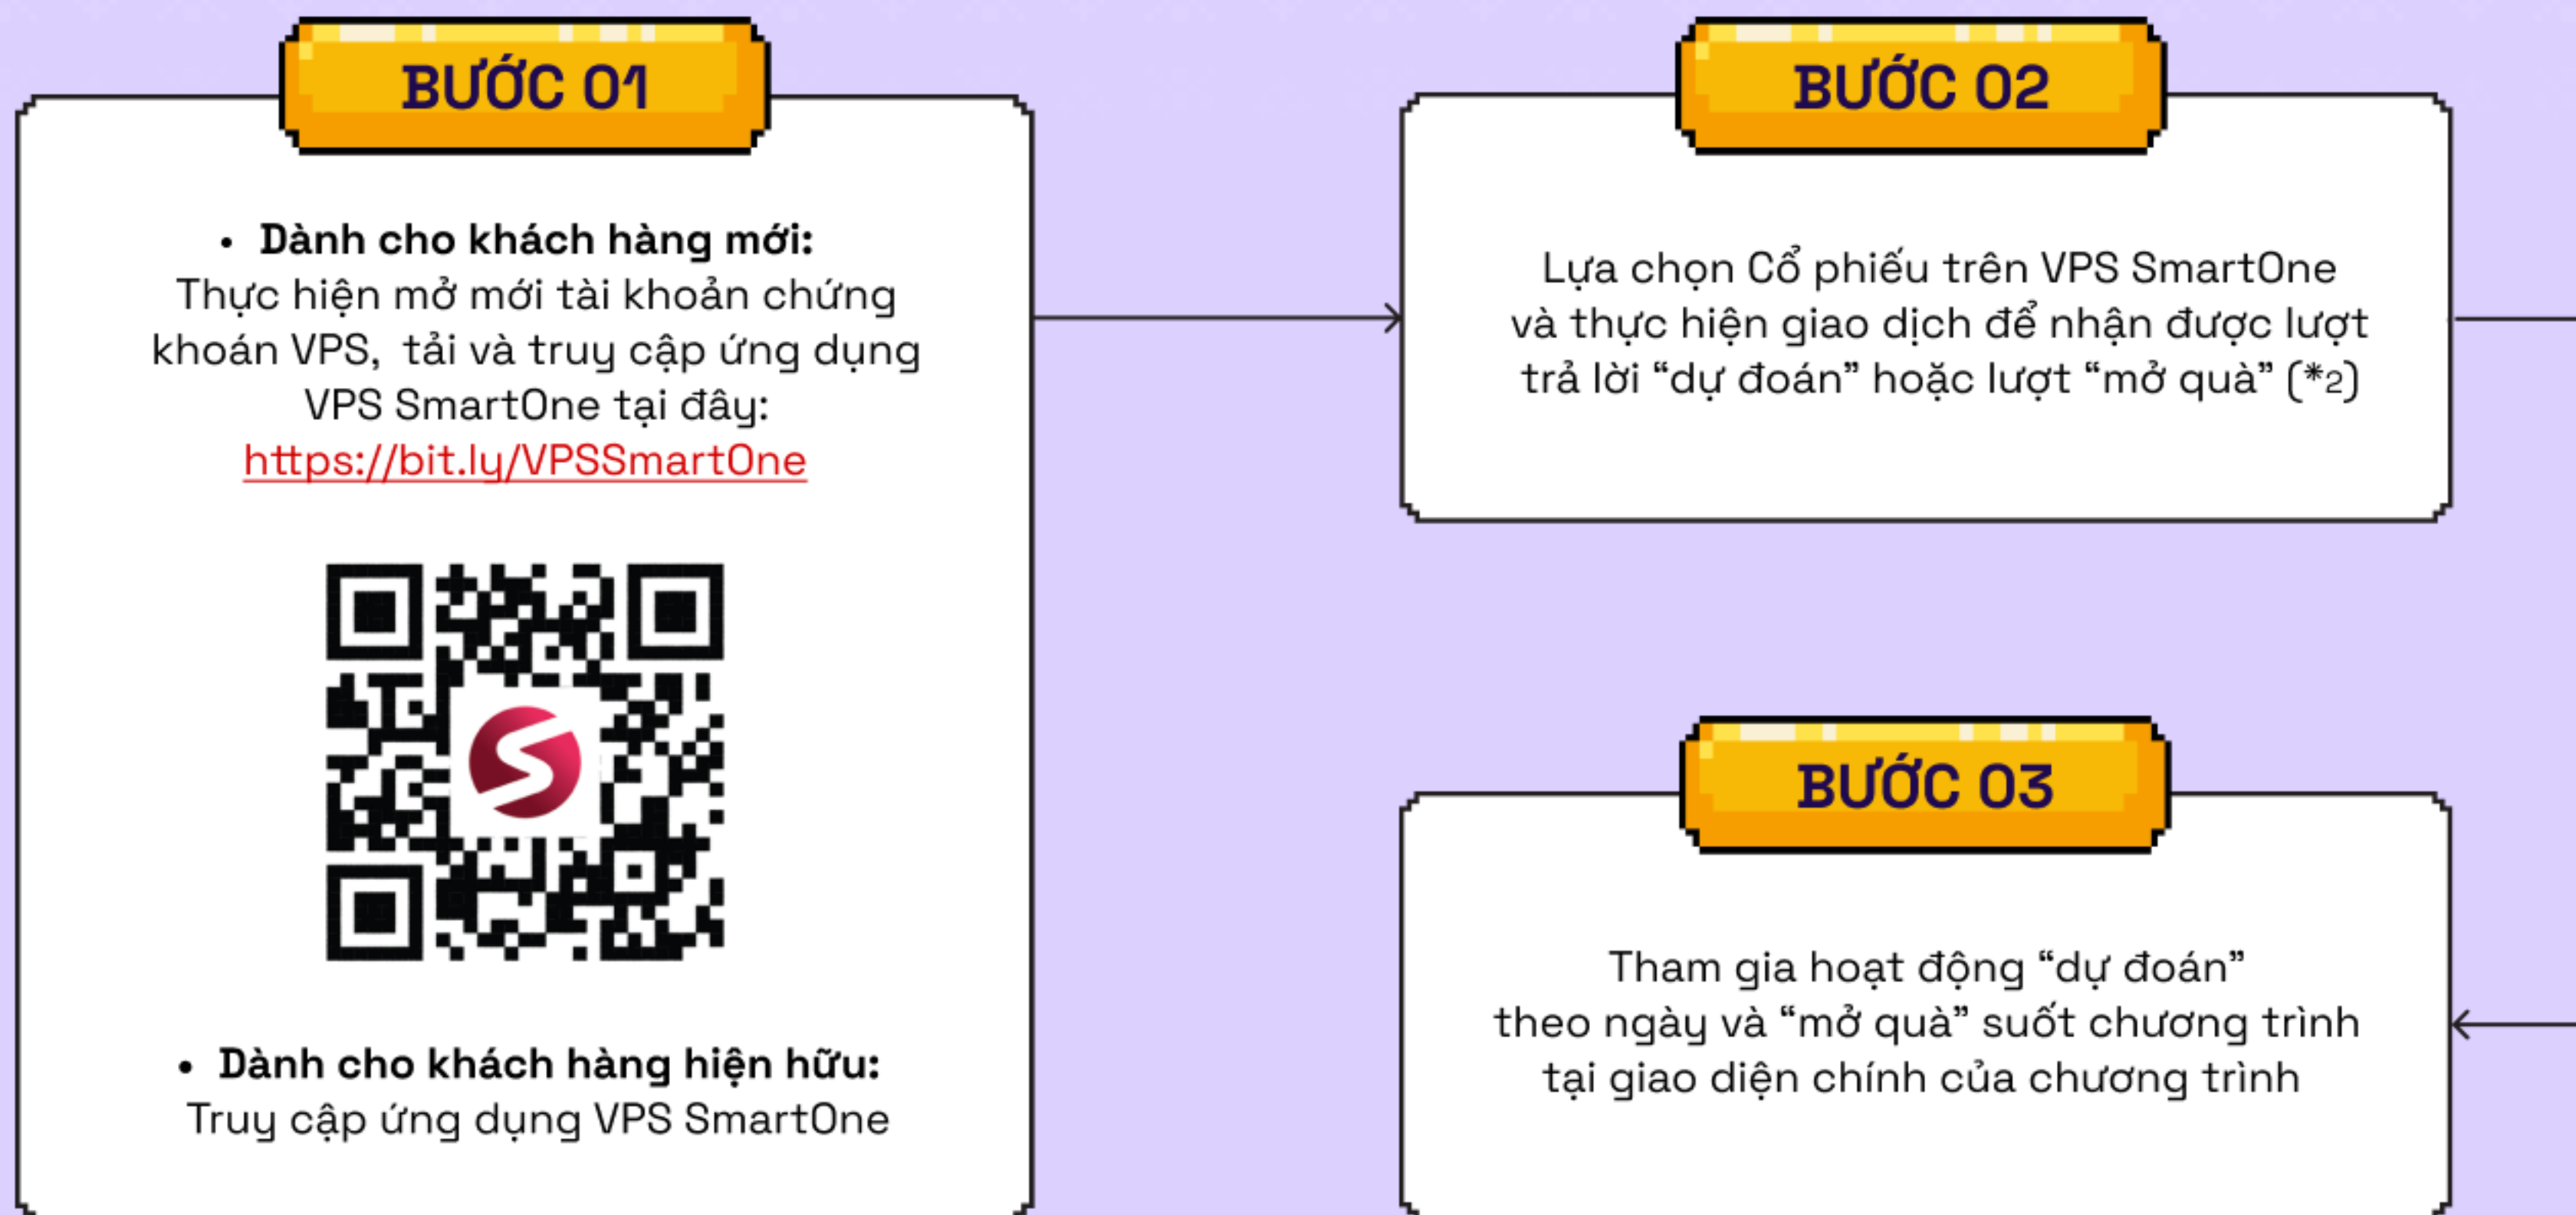 BƯỚC 01
• Dành cho khách hàng mới:
Thực hiện mở mới tài khoản chứng
khoán VPS, tải và truy cập ứng dụng
VPS SmartOne tại đây:
https://bit.ly/VPSSmartOne
• Dành cho khách hàng hiện hữu:
Truy cập ứng dụng VPS SmartOne
BƯỚC 02
Lựa chọn Cổ phiếu trên VPS SmartOne
và thực hiện giao dịch để nhận được lượt
trả lời “dự đoán” hoặc lượt “mở quà” (*2)
BƯỚC 03
Tham gia hoạt động “dự đoán”
theo ngày và “mở quà” suốt chương trình
tại giao diện chính của chương trình